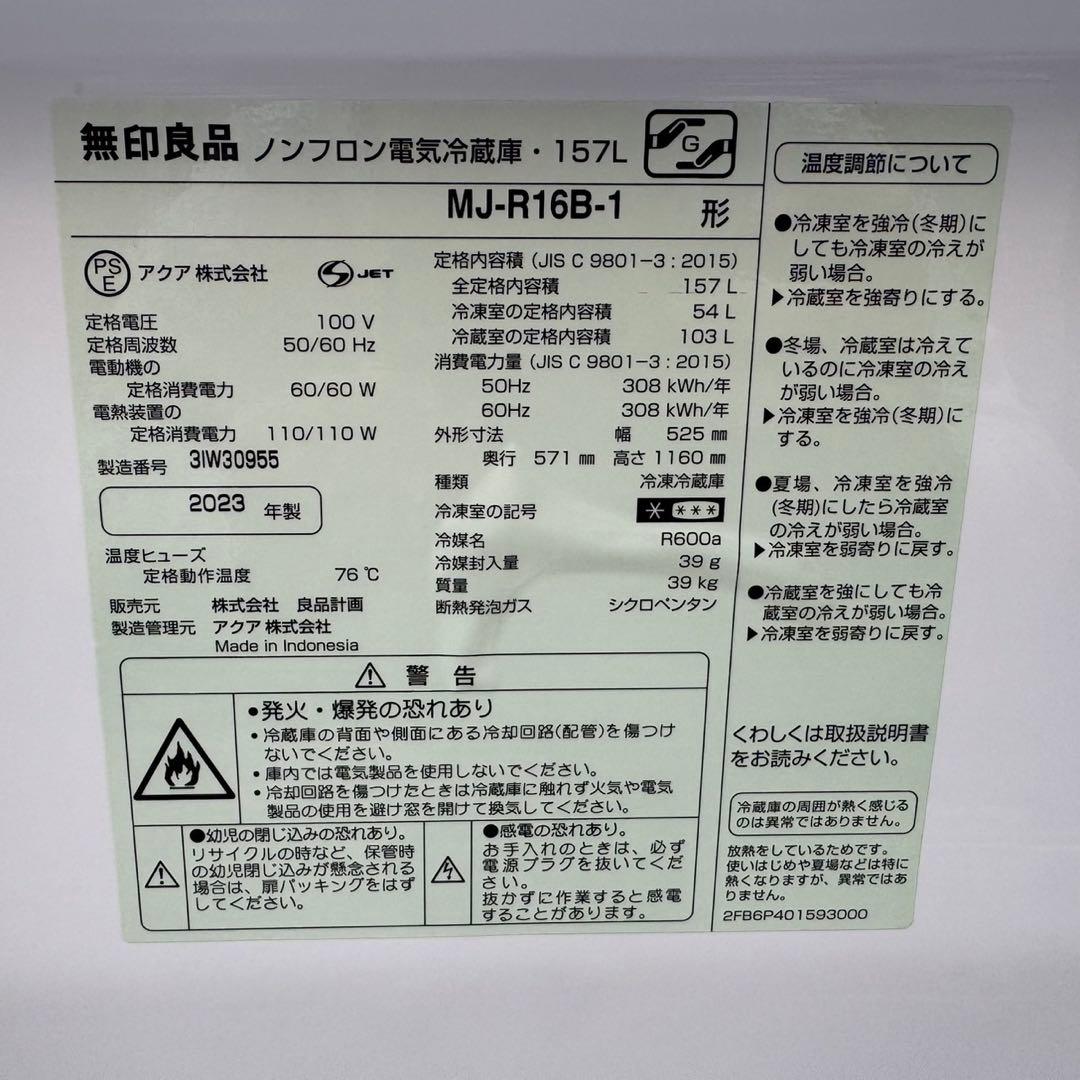 無印良品 ノンフロン電気冷蔵庫・157L G
MJ-R16B-1 形
PSE アクア株式会社 S JET
定格電圧 100 V
定格周波数 50/60 Hz
電動機の
定格消費電力 60/60 W
電熱装置の
定格消費電力 110/110 W
製造番号 3IW30955
2023 年製
温度ヒューズ
定格動作温度 76 ℃
販売元 株式会社 良品計画
製造管理元 アクア株式会社
Made in Indonesia
定格内容積 (JIS C 9801-3 : 2015)
全定格内容積 157 L
冷凍室の定格内容積 54 L
冷蔵室の定格内容積 103 L
消費電力量 (JIS C 9801-3 : 2015)
50Hz 308 kWh/年
60Hz 308 kWh/年
外形寸法 幅 525 ㎜
奥行 571 ㎜ 高さ 1160 ㎜
種類 冷凍冷蔵庫
冷凍室の記号 * ***
冷媒名 R600a
冷媒封入量 39 g
質量 39 kg
断熱発泡ガス シクロペンタン
⚠ 警 告
•発火・爆発の恐れあり
•冷蔵庫の背面や側面にある冷却回路(配管)を傷つけ
ないでください。
•庫内では電気製品を使用しないでください。
•冷却回路を傷つけたときは冷蔵庫に触れず火気や電気
製品の使用を避け窓を開けて換気してください。
●幼児の閉じ込みの恐れあり。
リサイクルの時など、保管時
の幼児閉じ込みが懸念される
場合は、扉パッキングをはず
してください。
●感電の恐れあり。
お手入れのときは、必ず
電源プラグを抜いてくだ
さい。
抜かずに作業すると感電
することがあります。
温度調節について
●冷凍室を強冷(冬期)に
しても冷凍室の冷えが
弱い場合。
▶冷蔵室を強寄りにする。
●冬場、冷蔵室は冷えて
いるのに冷凍室の冷え
が弱い場合。
▶冷凍室を強冷(冬期)に
する。
●夏場、冷凍室を強冷
(冬期)にしたら冷蔵室
の冷えが弱い場合。
▶冷凍室を弱寄りに戻す。
●冷蔵室を強にしても冷
蔵室の冷えが弱い場合。
▶冷凍室を弱寄りに戻す。
くわしくは取扱説明書
をお読みください。
冷蔵庫の周囲が熱く感じる
のは異常ではありません。
放熱をしているためです。
使いはじめや夏場などは特に
熱くなりますが、異常ではあ
りません。
2FB6P401593000